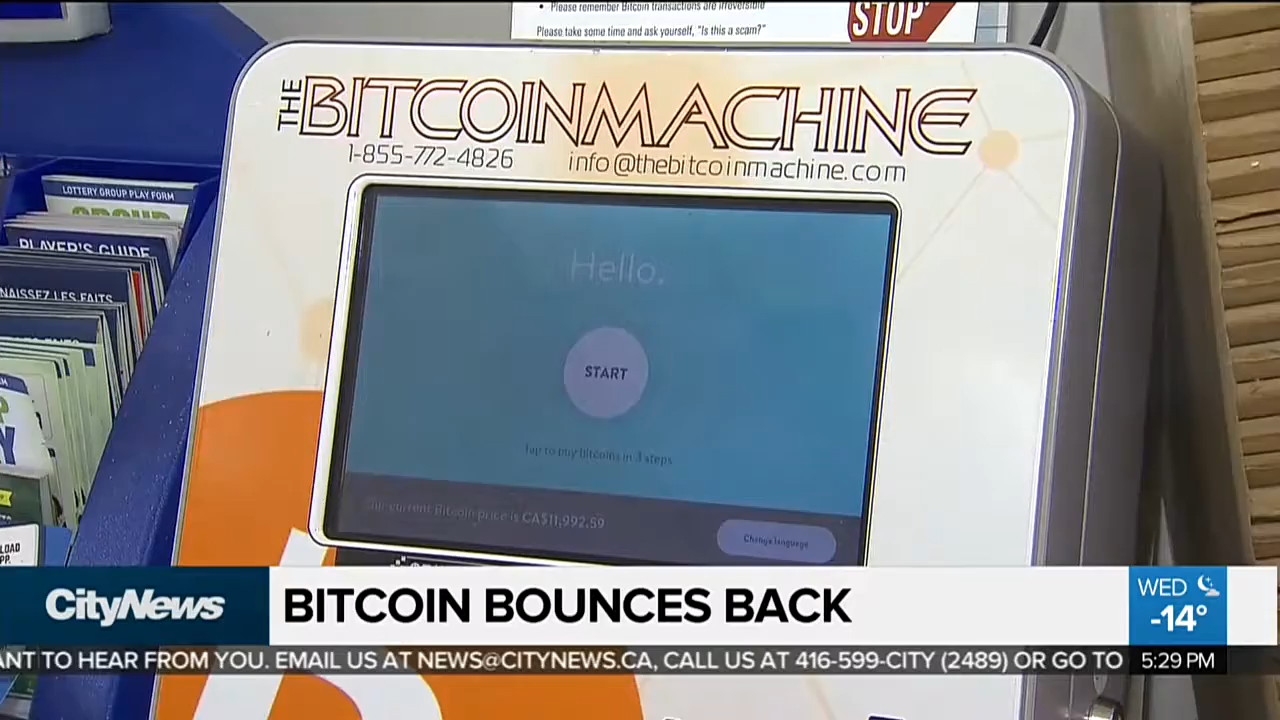 • Please remember Bitcoin transactions are irreversible
Please take some time and ask yourself, "Is this a scam?"
STOP
THE BITCOINMACHINE
1-855-772-4826 info@thebitcoinmachine.com
LOTTERY GROUP PLAY FORM
GROUP
PLAYER'S GUIDE
NAISSEZ LES FAITS
Hello.
START
Tap to buy bitcoins in 3 steps
Our current Bitcoin price is CA$11,992.59
Change language
LOAD
PP.
CityNews
BITCOIN BOUNCES BACK
WED
-14°
ANT TO HEAR FROM YOU. EMAIL US AT NEWS@CITYNEWS.CA, CALL US AT 416-599-CITY (2489) OR GO TO
5:29 PM